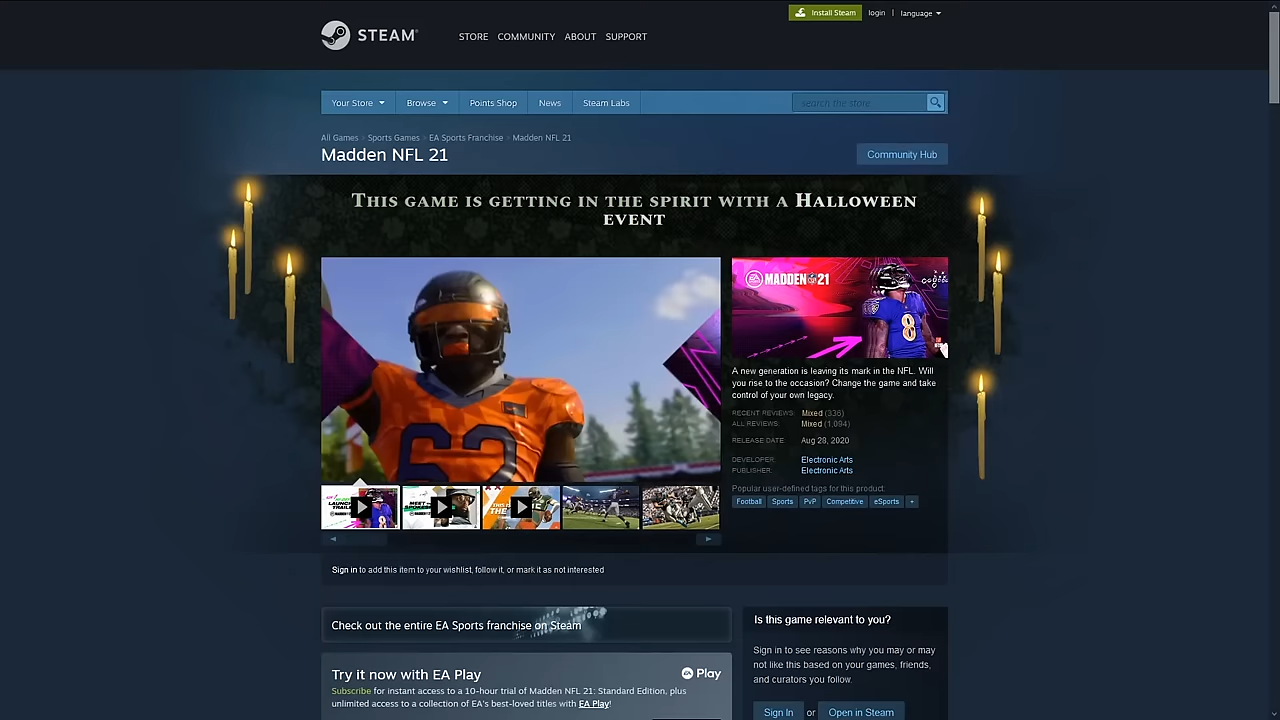 Install Steam
login | language
STEAM
STORE COMMUNITY ABOUT SUPPORT
Your Store Browse Points Shop News Steam Labs
search the store
All Games > Sports Games > EA Sports Franchise > Madden NFL 21
Madden NFL 21
Community Hub
This game is getting in the spirit with a Halloween
event
MADDEN 21
A new generation is leaving its mark in the NFL. Will
you rise to the occasion? Change the game and take
control of your own legacy.
RECENT REVIEWS: Mixed (336)
ALL REVIEWS: Mixed (1,094)
RELEASE DATE: Aug 28, 2020
DEVELOPER: Electronic Arts
PUBLISHER: Electronic Arts
Popular user-defined tags for this product:
Football Sports PvP Competitive eSports +
Sign in to add this item to your wishlist, follow it, or mark it as not interested
Check out the entire EA Sports franchise on Steam
Is this game relevant to you?
Sign in to see reasons why you may or may
not like this based on your games, friends,
and curators you follow.
Sign In or Open in Steam
Try it now with EA Play
EA Play
Subscribe for instant access to a 10-hour trial of Madden NFL 21: Standard Edition, plus
unlimited access to a collection of EA's best-loved titles with EA Play!